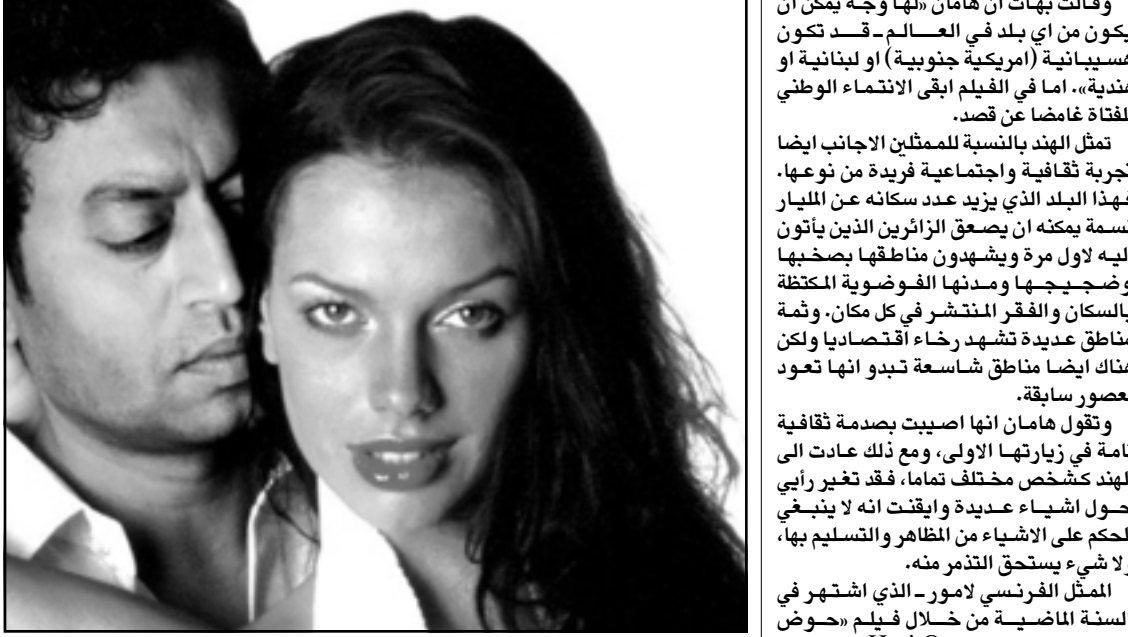 وقالت بهات ان هامان «لها وجه يمكن ان
يكون من اي بلد في العالم ـ قد تكون
هسيبانية (امريكية جنوبية) او لبنانية او
هندية». اما في الفيلم ابقى الانتماء الوطني
لفتاة غامضا عن قصد.
تمثل الهند بالنسبة للممثلين الاجانب ايضا
تجربة ثقافية واجتماعية فريدة من نوعها.
فهذا البلد الذي يزيد عدد سكانه عن المليار
نسمة يمكنه ان يصعق الزائرين الذين يأتون
ليه لاول مرة ويشهدون مناطقها بصخبها
وضجيجها ومدنها الفوضوية المكتظة
بالسكان والفقر المنتشر في كل مكان. وثمة
مناطق عديدة تشهد رخاء اقتصاديا ولكن
هناك ايضا مناطق شاسعة تبدو انها تعود
عصور سابقة.
وتقول هامان انها اصيبت بصدمة ثقافية
تامة في زيارتها الاولى، ومع ذلك عادت الى
لهند كشخص مختلف تماما، فقد تغير رأيي
حول اشياء عديدة وايقنت انه لا ينبغي
لحكم على الاشياء من المظاهر والتسليم بها،
ولا شيء يستحق التذمر منه.
الممثل الفرنسي لامور ـ الذي اشتهر في
لسنة الماضية من خلال فيلم «حوض